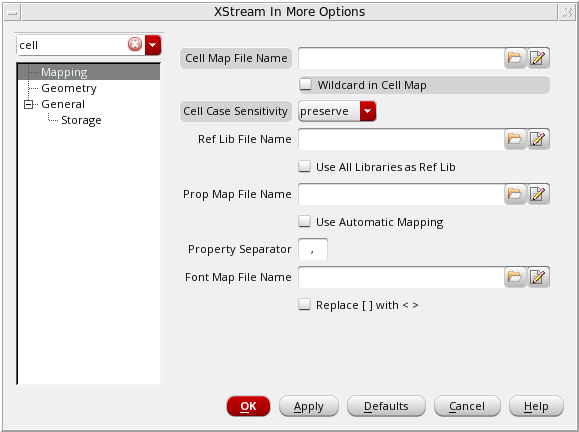 XStream In More Options
cell
Mapping
Geometry
General
Storage
Cell Map File Name
Wildcard in Cell Map
Cell Case Sensitivity preserve
Ref Lib File Name
Use All Libraries as Ref Lib
Prop Map File Name
Use Automatic Mapping
Property Separator ,
Font Map File Name
Replace [ ] with < >
OK Apply Defaults Cancel Help